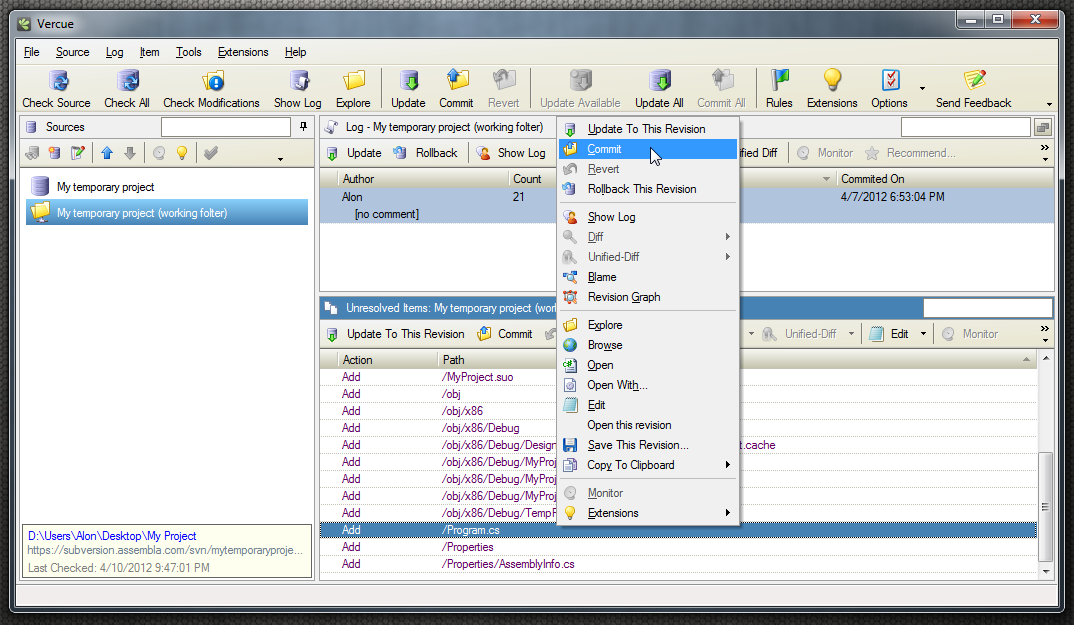 Vercue
File Source Log Item Tools Extensions Help
Check Source Check All Check Modifications Show Log Explore Update Commit Revert Update Available Update All Commit All Rules Extensions Options Send Feedback
Sources
Log - My temporary project (working folter)
Update Rollback Show Log ified Diff Monitor Recommend...
My temporary project
My temporary project (working folter)
Author Count Commited On
Alon 21 4/7/2012 6:53:04 PM
[no comment]
Update To This Revision
Commit
Revert
Rollback This Revision
Show Log
Diff
Unified-Diff
Blame
Revision Graph
Explore
Browse
Open
Open With...
Edit
Open this revision
Save This Revision...
Copy To Clipboard
Monitor
Extensions
Unresolved Items: My temporary project (wor
Update To This Revision Commit Unified-Diff Edit Monitor
Action Path
Add /MyProject.suo
Add /obj
Add /obj/x86
Add /obj/x86/Debug
Add /obj/x86/Debug/Design t.cache
Add /obj/x86/Debug/MyProj
Add /obj/x86/Debug/MyProj
Add /obj/x86/Debug/MyProj
Add /obj/x86/Debug/TempF
Add /Program.cs
Add /Properties
Add /Properties/AssemblyInfo.cs
D:\Users\Alon\Desktop\My Project
https://subversion.assembla.com/svn/mytemporaryproje...
Last Checked: 4/10/2012 9:47:01 PM